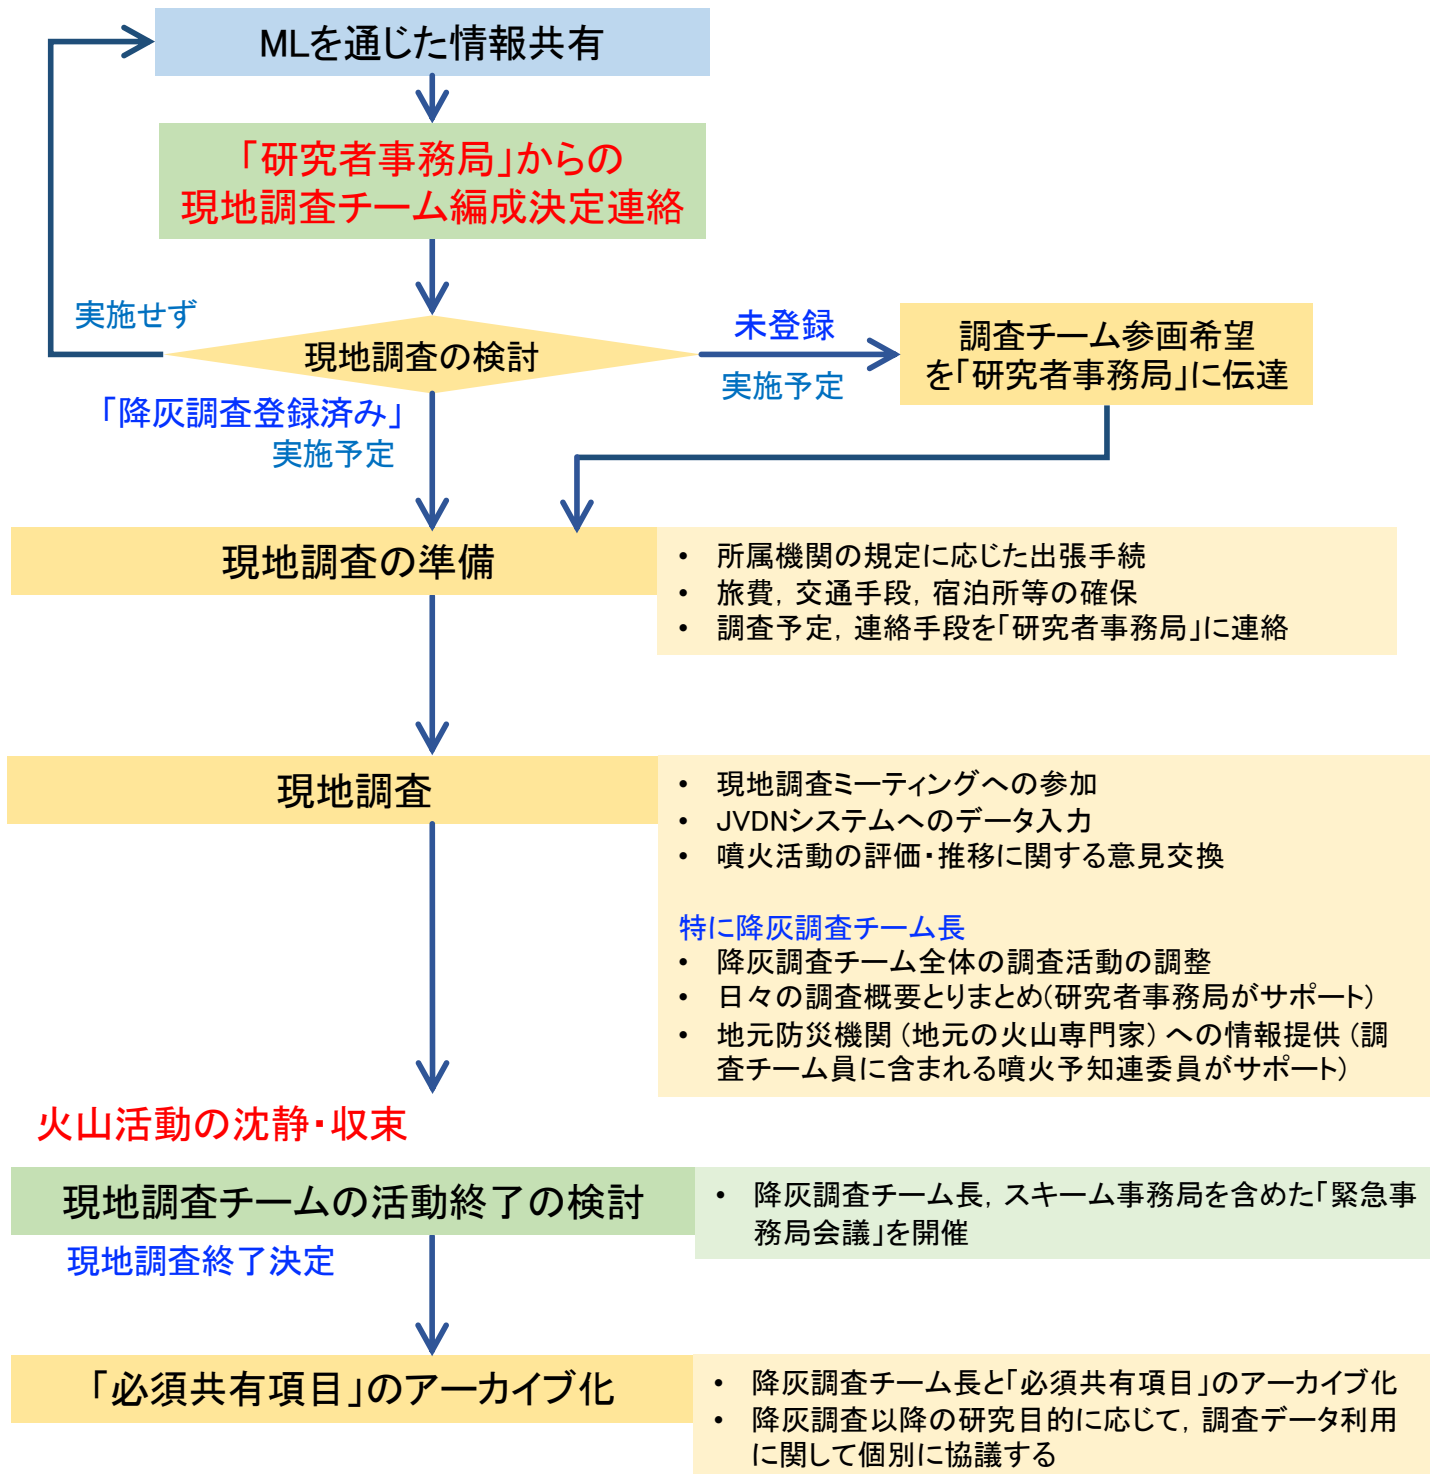 MLを通じた情報共有
「研究者事務局」からの
現地調査チーム編成決定連絡
実施せず
現地調査の検討
未登録
実施予定
調査チーム参画希望
を「研究者事務局」に伝達
「降灰調査登録済み」
実施予定
現地調査の準備
• 所属機関の規定に応じた出張手続
• 旅費，交通手段，宿泊所等の確保
• 調査予定，連絡手段を「研究者事務局」に連絡
現地調査
• 現地調査ミーティングへの参加
• JVDNシステムへのデータ入力
• 噴火活動の評価・推移に関する意見交換
特に降灰調査チーム長
• 降灰調査チーム全体の調査活動の調整
• 日々の調査概要とりまとめ（研究者事務局がサポート）
• 地元防災機関（地元の火山専門家）への情報提供（調
査チーム員に含まれる噴火予知連委員がサポート）
火山活動の沈静・収束
現地調査チームの活動終了の検討
• 降灰調査チーム長，スキーム事務局を含めた「緊急事
務局会議」を開催
現地調査終了決定
「必須共有項目」のアーカイブ化
• 降灰調査チーム長と「必須共有項目」のアーカイブ化
• 降灰調査以降の研究目的に応じて，調査データ利用
に関して個別に協議する